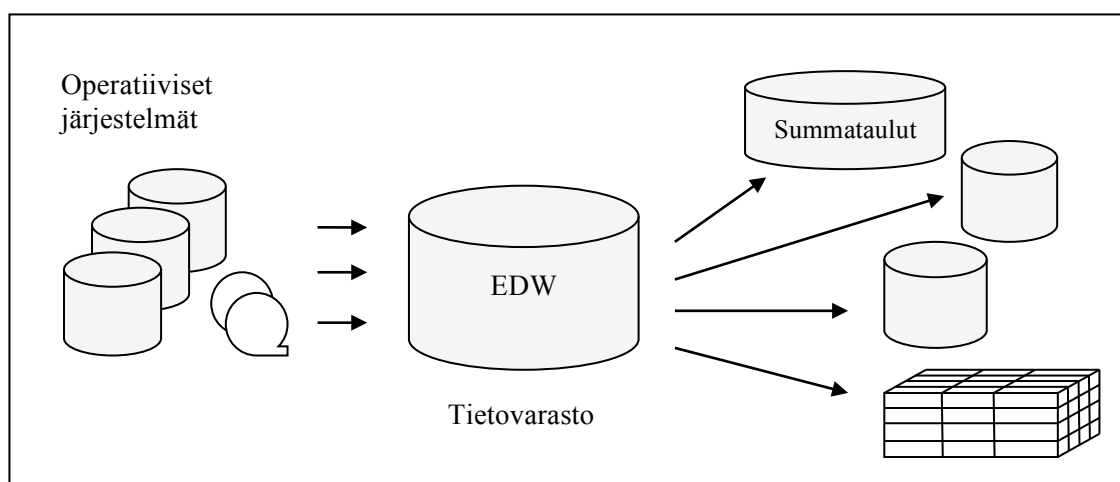 Operatiiviset
järjestelmät
Summataulut
EDW
Tietovarasto